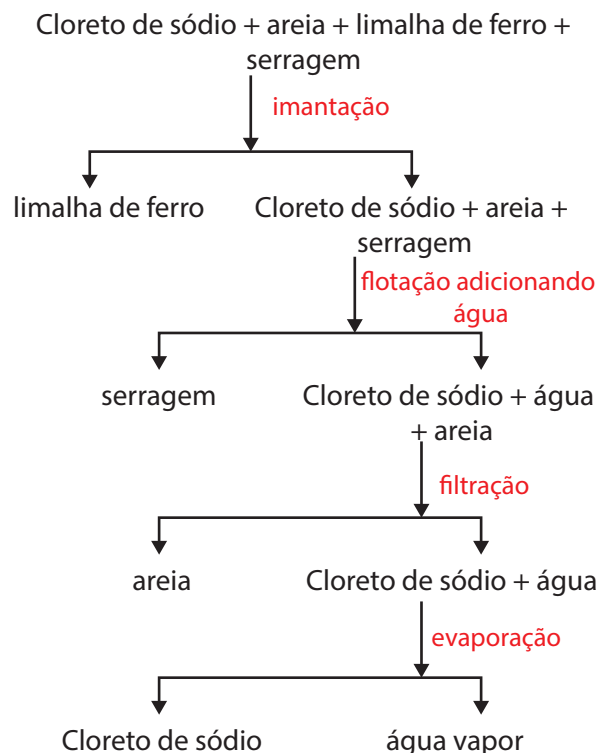 Cloreto de sódio + areia + limalha de ferro +
serragem
imantação
limalha de ferro
Cloreto de sódio + areia +
serragem
flotação adicionando
água
serragem
Cloreto de sódio + água
+ areia
filtração
areia
Cloreto de sódio + água
evaporação
Cloreto de sódio
água vapor